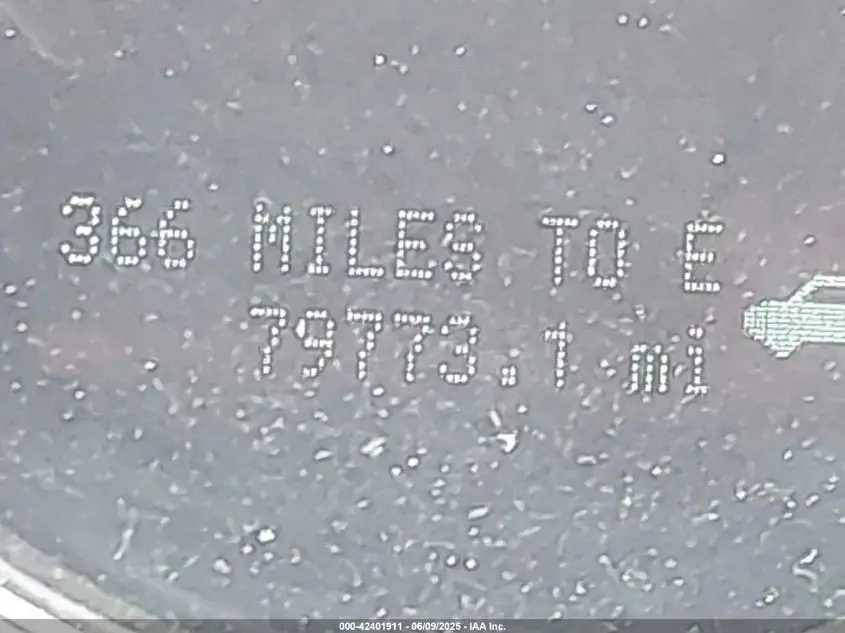 366 MILES TO E
79773.1 mi
000-42401911 - 06/09/2025 - IAA Inc.